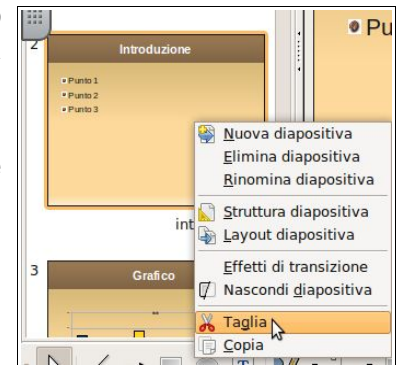 2
Introduzione
Punto 1
Punto 2
Punto 3
Pu
Nuova diapositiva
Elimina diapositiva
Rinomina diapositiva
int
Struttura diapositiva
Layout diapositiva
3
Grafico
Effetti di transizione
Nascondi diapositiva
Taglia
Copia
T